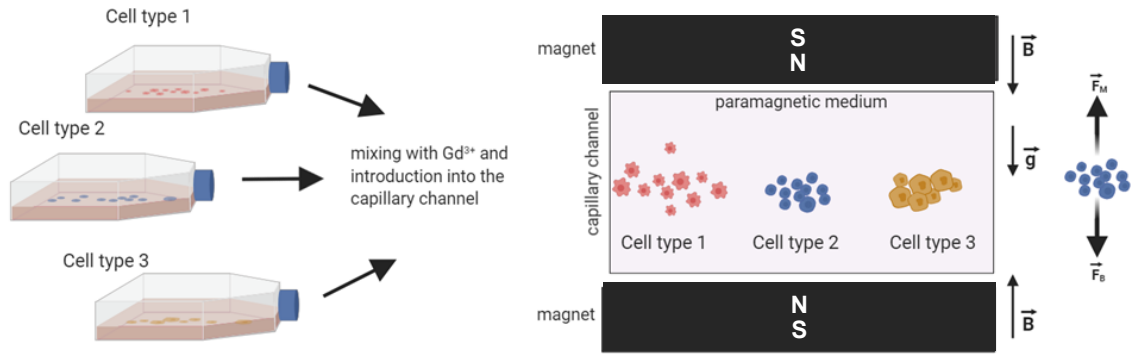 Cell type 1
Cell type 2
Cell type 3
mixing with Gd³⁺ and
introduction into the
capillary channel
magnet
S
N
B
paramagnetic medium
capillary channel
g
Cell type 1
Cell type 2
Cell type 3
magnet
N
S
B
F_M
F_B